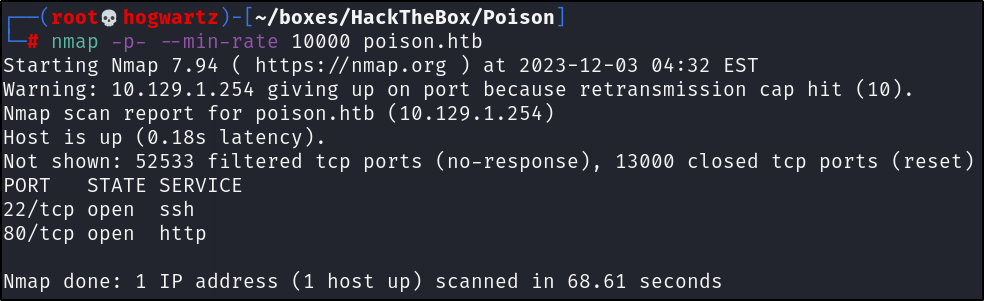 ┌──(root💀hogwartz)-[~/boxes/HackTheBox/Poison]
└─# nmap -p- --min-rate 10000 poison.htb
Starting Nmap 7.94 ( https://nmap.org ) at 2023-12-03 04:32 EST
Warning: 10.129.1.254 giving up on port because retransmission cap hit (10).
Nmap scan report for poison.htb (10.129.1.254)
Host is up (0.18s latency).
Not shown: 52533 filtered tcp ports (no-response), 13000 closed tcp ports (reset)
PORT   STATE SERVICE
22/tcp open  ssh
80/tcp open  http
Nmap done: 1 IP address (1 host up) scanned in 68.61 seconds